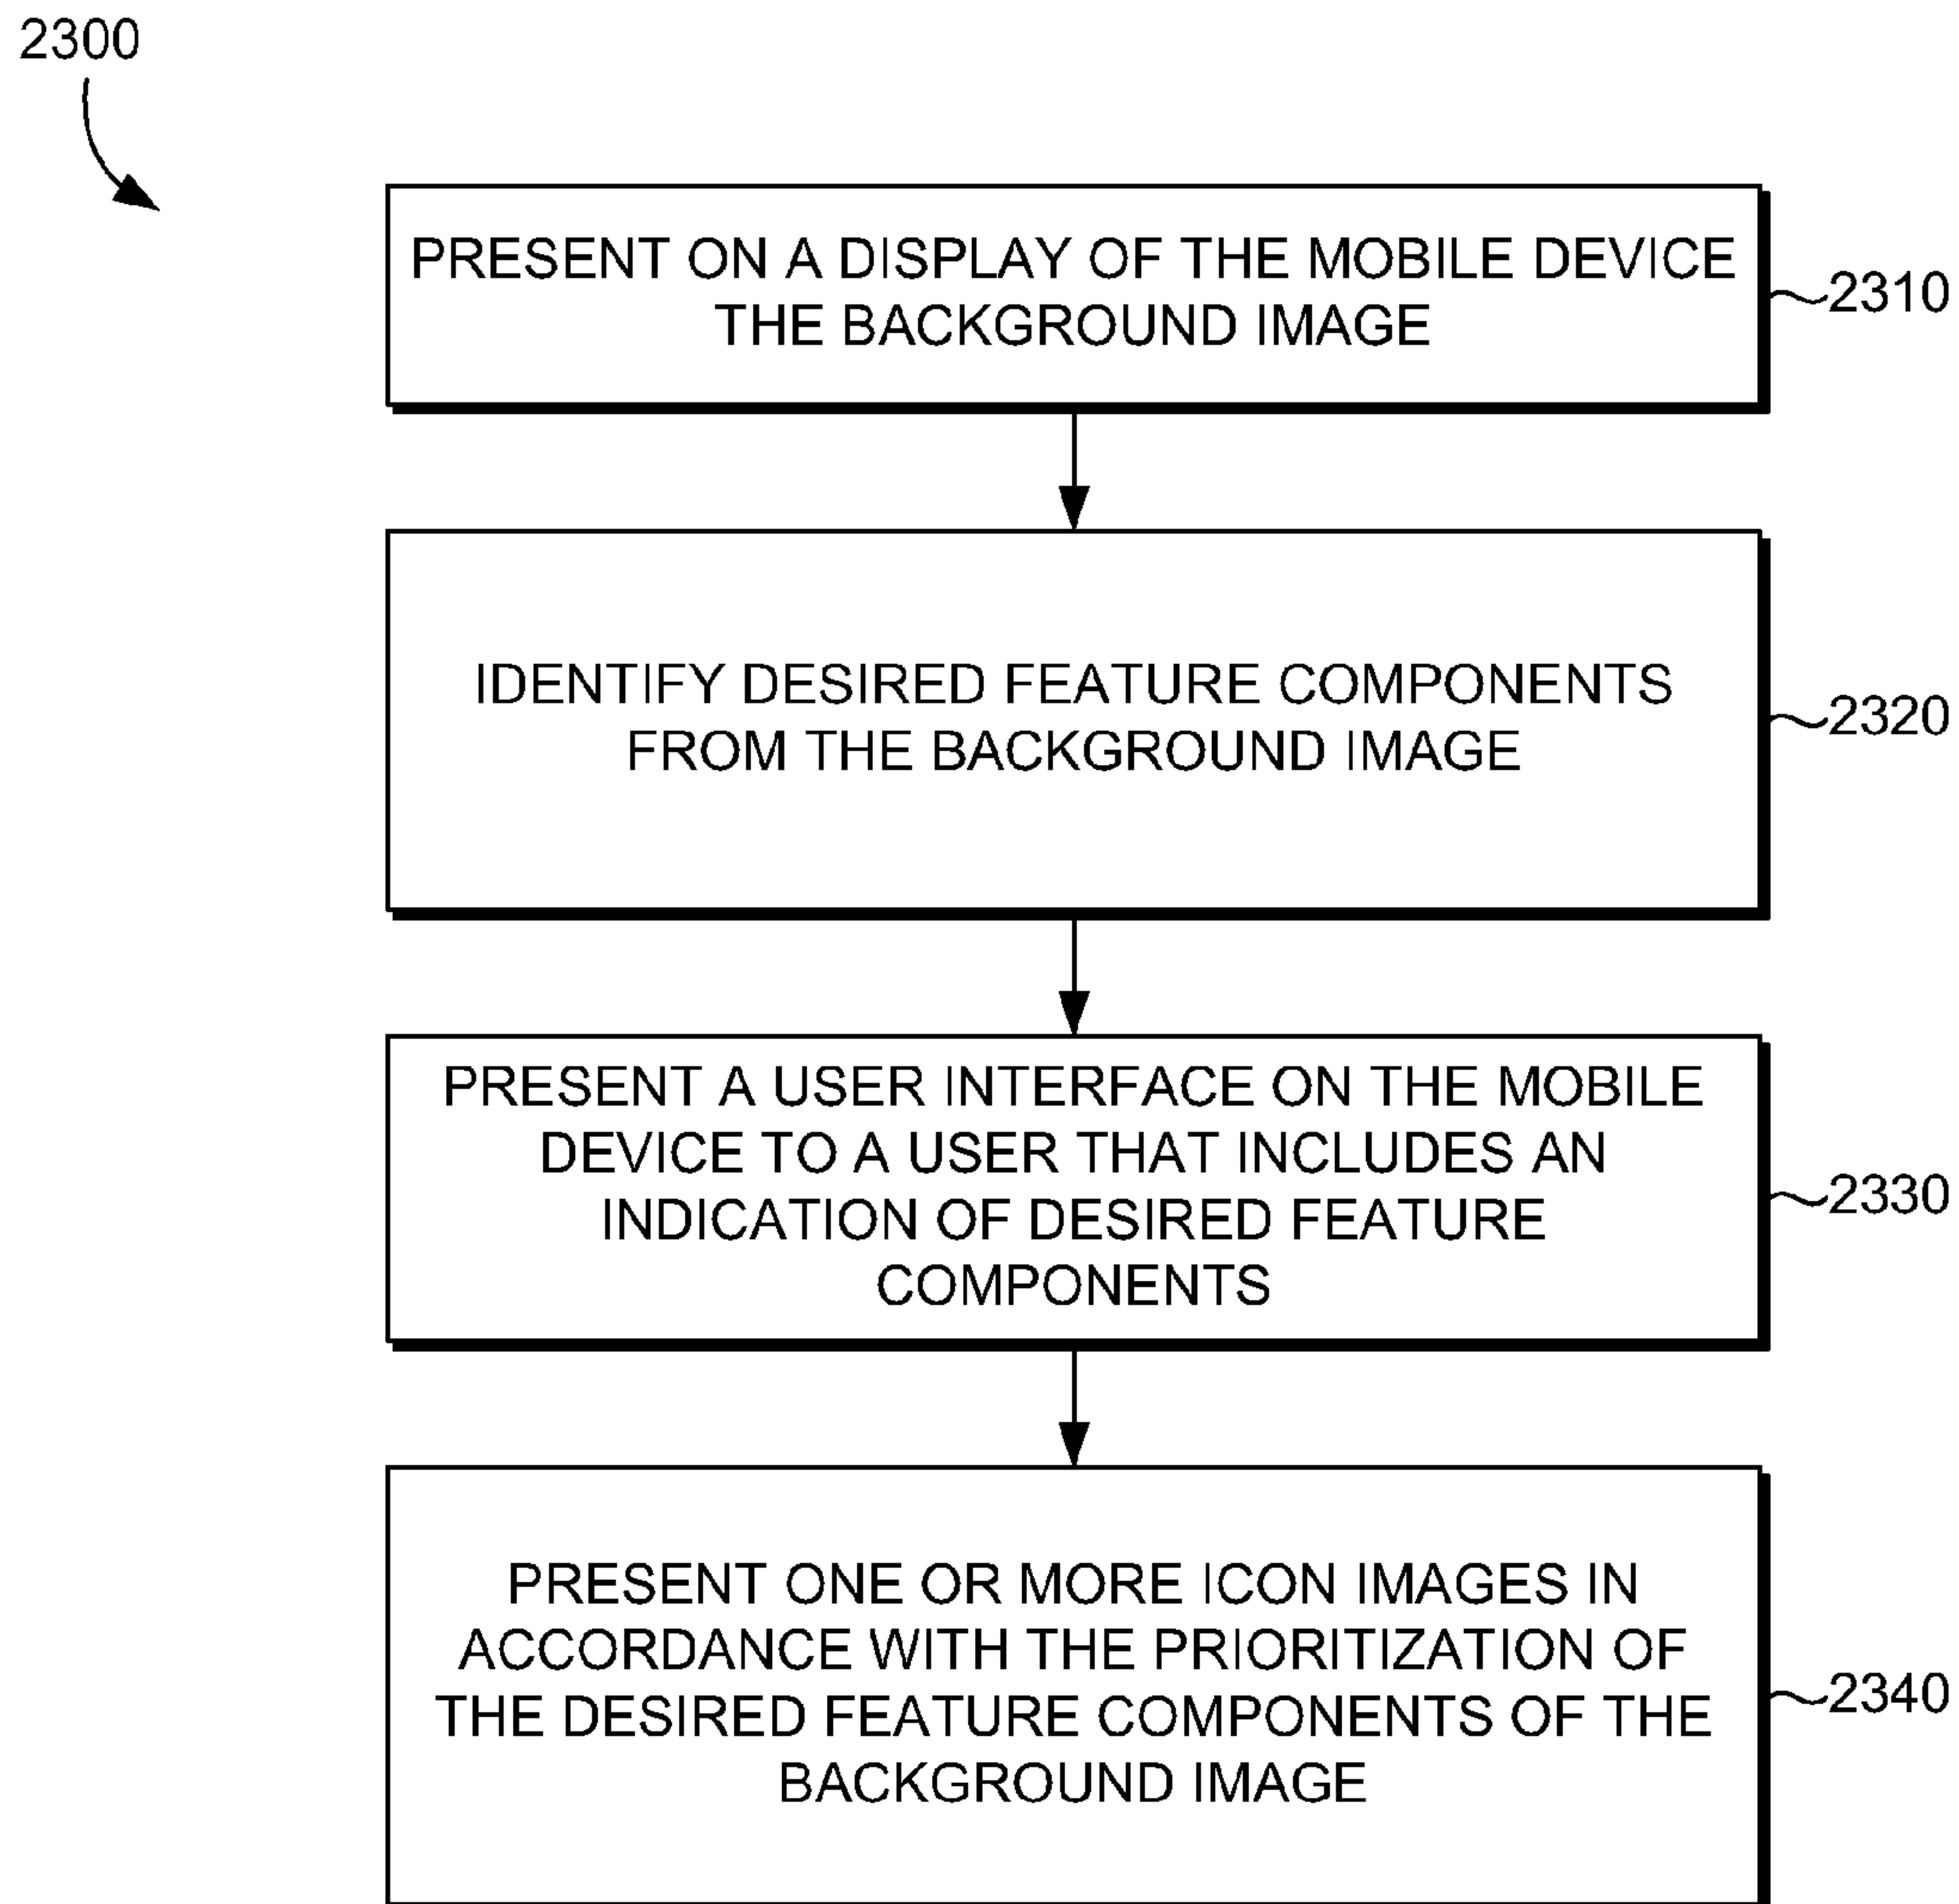 2300
PRESENT ON A DISPLAY OF THE MOBILE DEVICE
THE BACKGROUND IMAGE
2310
IDENTIFY DESIRED FEATURE COMPONENTS
FROM THE BACKGROUND IMAGE
2320
PRESENT A USER INTERFACE ON THE MOBILE
DEVICE TO A USER THAT INCLUDES AN
INDICATION OF DESIRED FEATURE
COMPONENTS
2330
PRESENT ONE OR MORE ICON IMAGES IN
ACCORDANCE WITH THE PRIORITIZATION OF
THE DESIRED FEATURE COMPONENTS OF THE
BACKGROUND IMAGE
2340